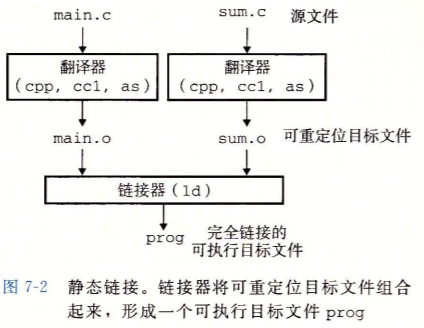 main.c sum.c 源文件
翻译器 翻译器
(cpp, cc1, as) (cpp, cc1, as)
main.o sum.o 可重定位目标文件
链接器(ld)
prog 完全链接的
可执行目标文件
图 7-2 静态链接。链接器将可重定位目标文件组合
起来，形成一个可执行目标文件 prog